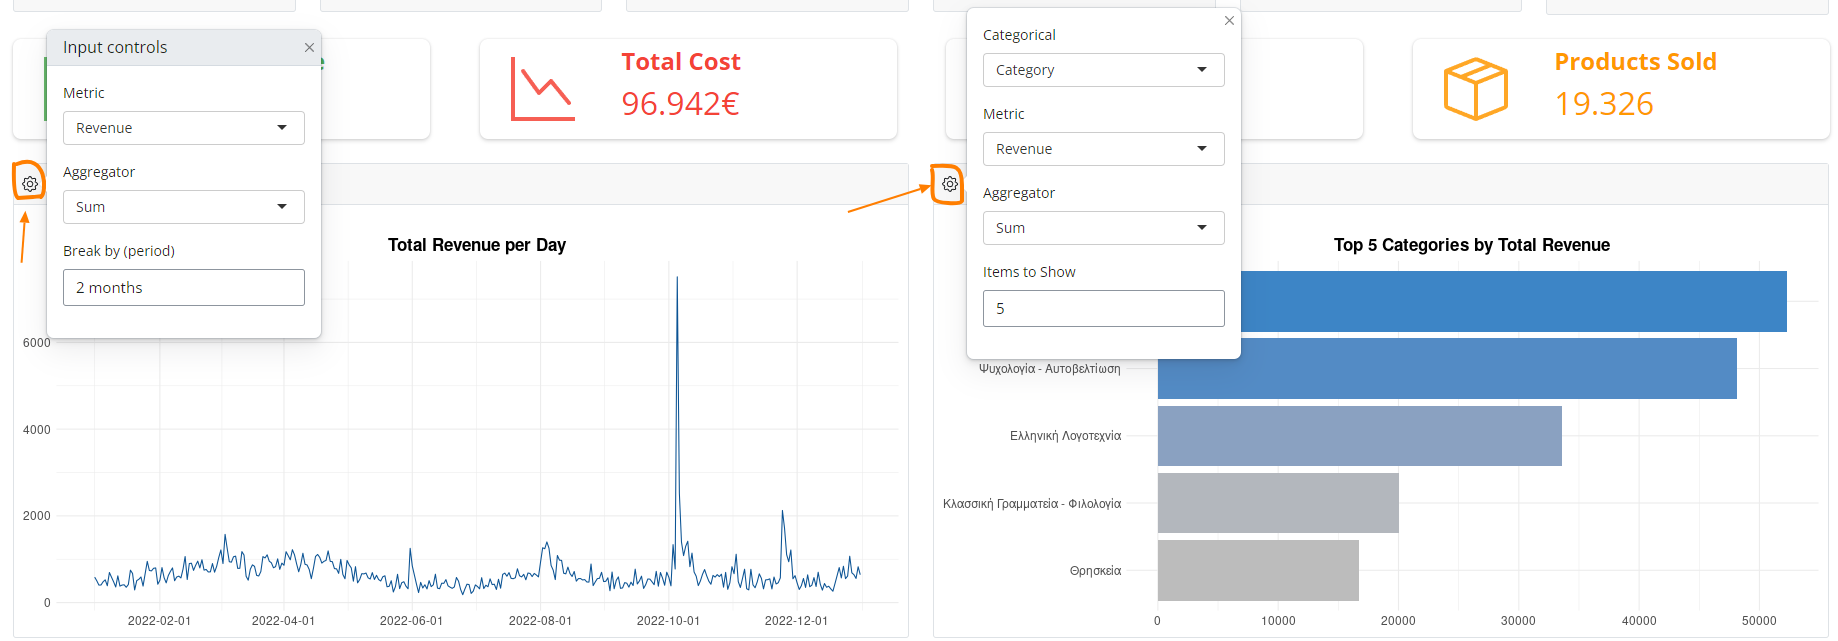 Input controls
Metric
Revenue
Aggregator
Sum
Break by (period)
2 months
Total Cost
96.942€
Categorical
Category
Metric
Revenue
Aggregator
Sum
Items to Show
5
Products Sold
19.326
Total Revenue per Day
6000
4000
2000
0
2022-02-01
2022-04-01
2022-06-01
2022-08-01
2022-10-01
2022-12-01
Top 5 Categories by Total Revenue
Ψυχολογία - Αυτοβελτίωση
Ελληνική Λογοτεχνία
Κλασσική Γραμματεία - Φιλολογία
Θρησκεία
0
10000
20000
30000
40000
50000